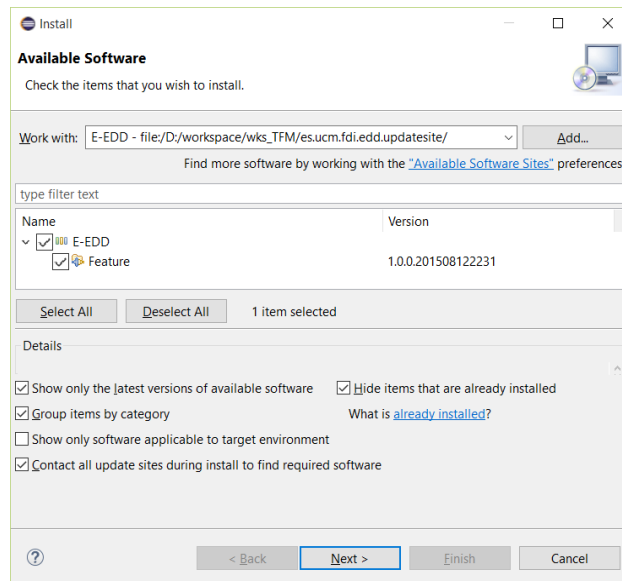 Install
Available Software
Check the items that you wish to install.
Work with: E-EDD - file:/D:/workspace/wks_TFM/es.ucm.fdi.edd.updatesite/ Add...
Find more software by working with the "Available Software Sites" preferences
type filter text
Name Version
E-EDD
Feature 1.0.0.201508122231
Select All Deselect All 1 item selected
Details
Show only the latest versions of available software Hide items that are already installed
Group items by category What is already installed?
Show only software applicable to target environment
Contact all update sites during install to find required software
? < Back Next > Finish Cancel